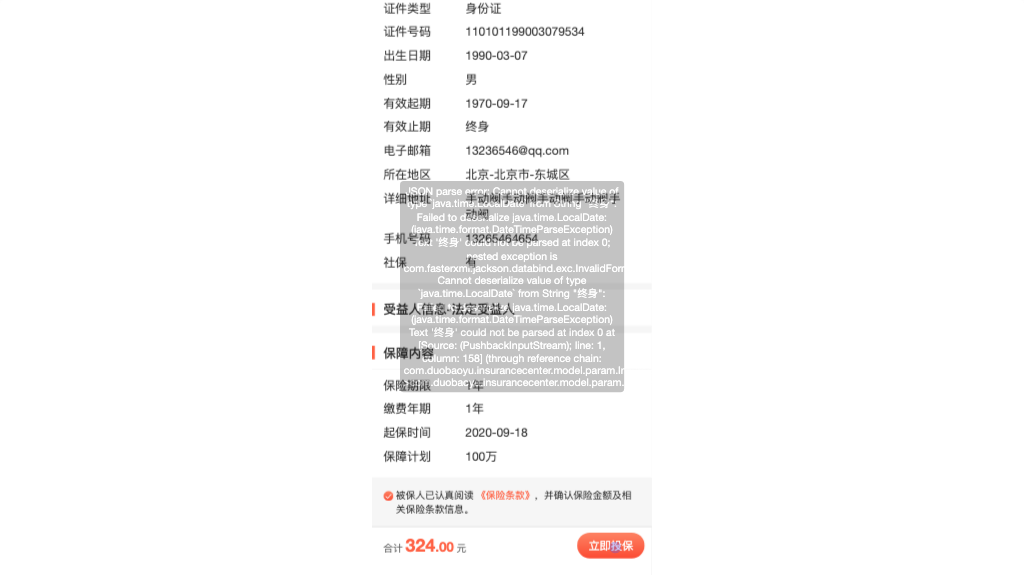 证件类型 身份证
证件号码 110101199003079534
出生日期 1990-03-07
性别 男
有效起期 1970-09-17
有效止期 终身
电子邮箱 13236546@qq.com
所在地区 北京-北京市-东城区
详细地址 手动阀手动阀手动阀手动阀手
动阀
手机号码 13265464654
社保 有
JSON parse error: Cannot deserialize value of
type `java.time.LocalDate` from String "终身":
Failed to deserialize java.time.LocalDate:
(java.time.format.DateTimeParseException)
Text '终身' could not be parsed at index 0;
nested exception is
com.fasterxml.jackson.databind.exc.InvalidForm
Cannot deserialize value of type
`java.time.LocalDate` from String "终身":
java.time.LocalDate:
(java.time.format.DateTimeParseException)
Text '终身' could not be parsed at index 0 at
[Source: (PushbackInputStream); line: 1,
column: 158] (through reference chain:
com.duobaoyu.insurancecenter.model.param.In
com.duobaoyu.insurancecenter.model.param.
受益人信息-法定受益人
保障内容
保险期限 1年
缴费年期 1年
起保时间 2020-09-18
保障计划 100万
被保人已认真阅读 《保险条款》，并确认保险金额及相
关保险条款信息。
合计 324.00 元
立即投保